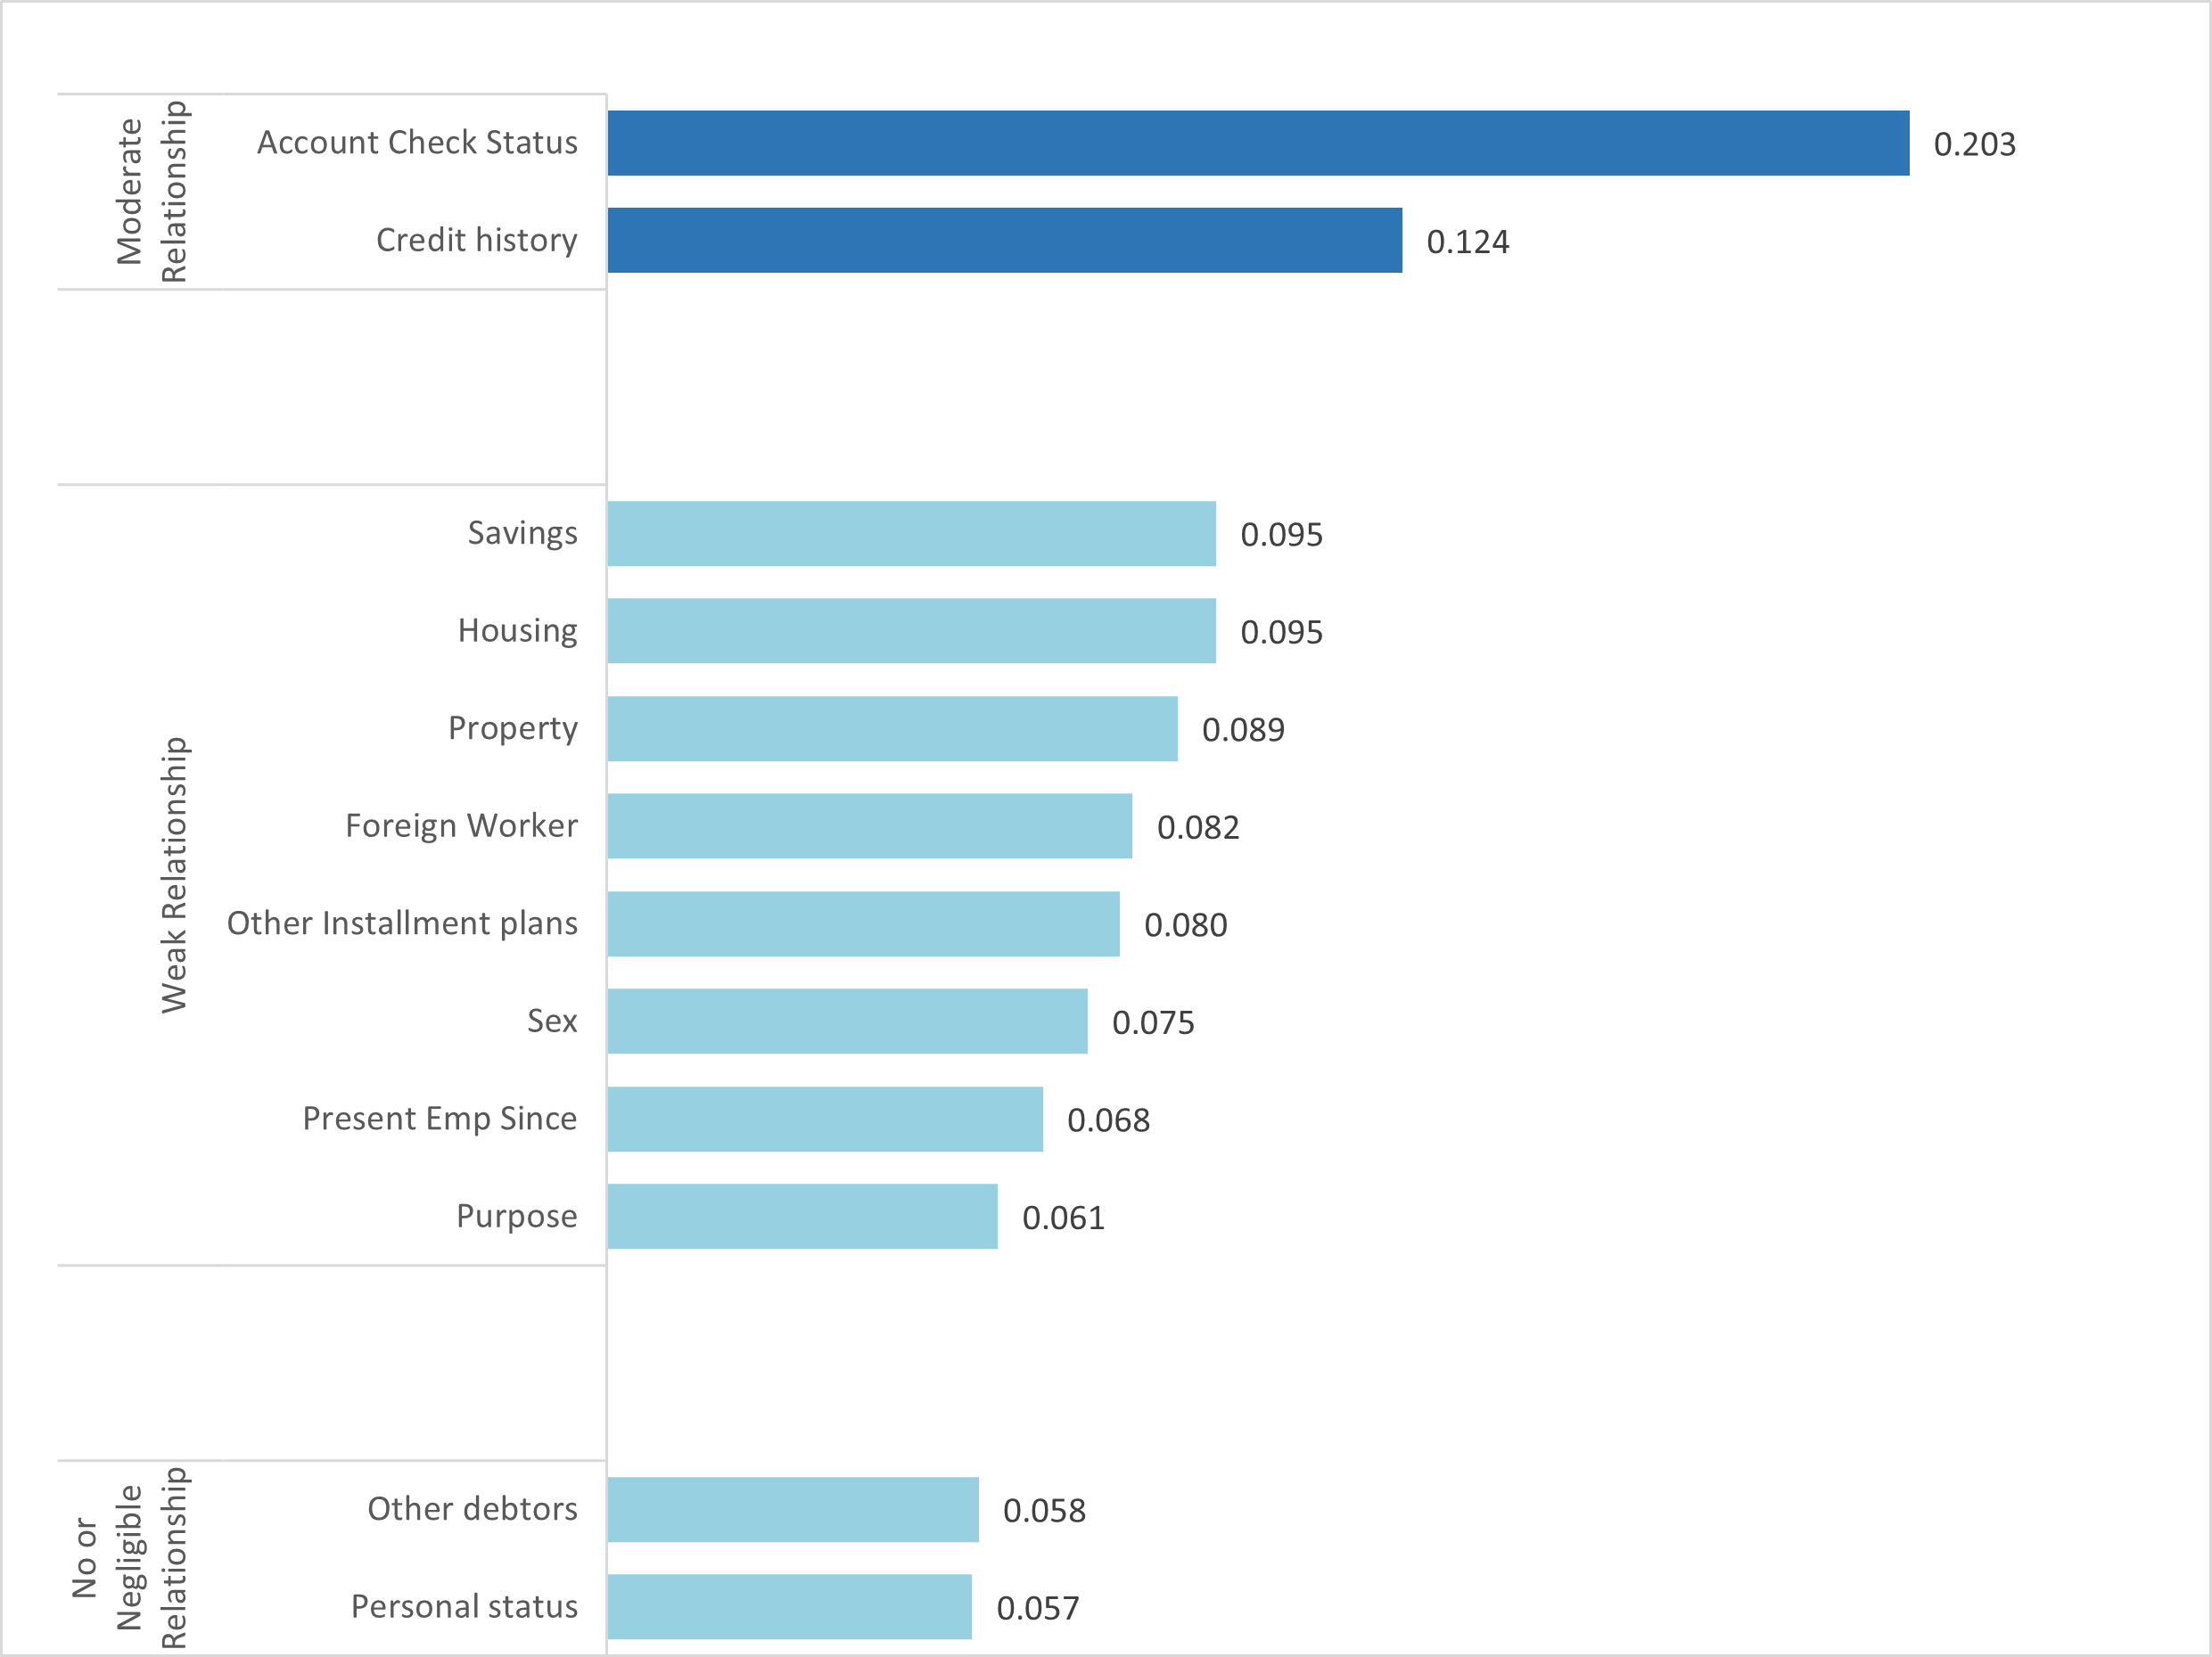 Moderate
Relationship
Account Check Status 0.203
Credit history 0.124
Weak Relationship
Savings 0.095
Housing 0.095
Property 0.089
Foreign Worker 0.082
Other Installment plans 0.080
Sex 0.075
Present Emp Since 0.068
Purpose 0.061
No or
Negligible
Relationship
Other debtors 0.058
Personal status 0.057